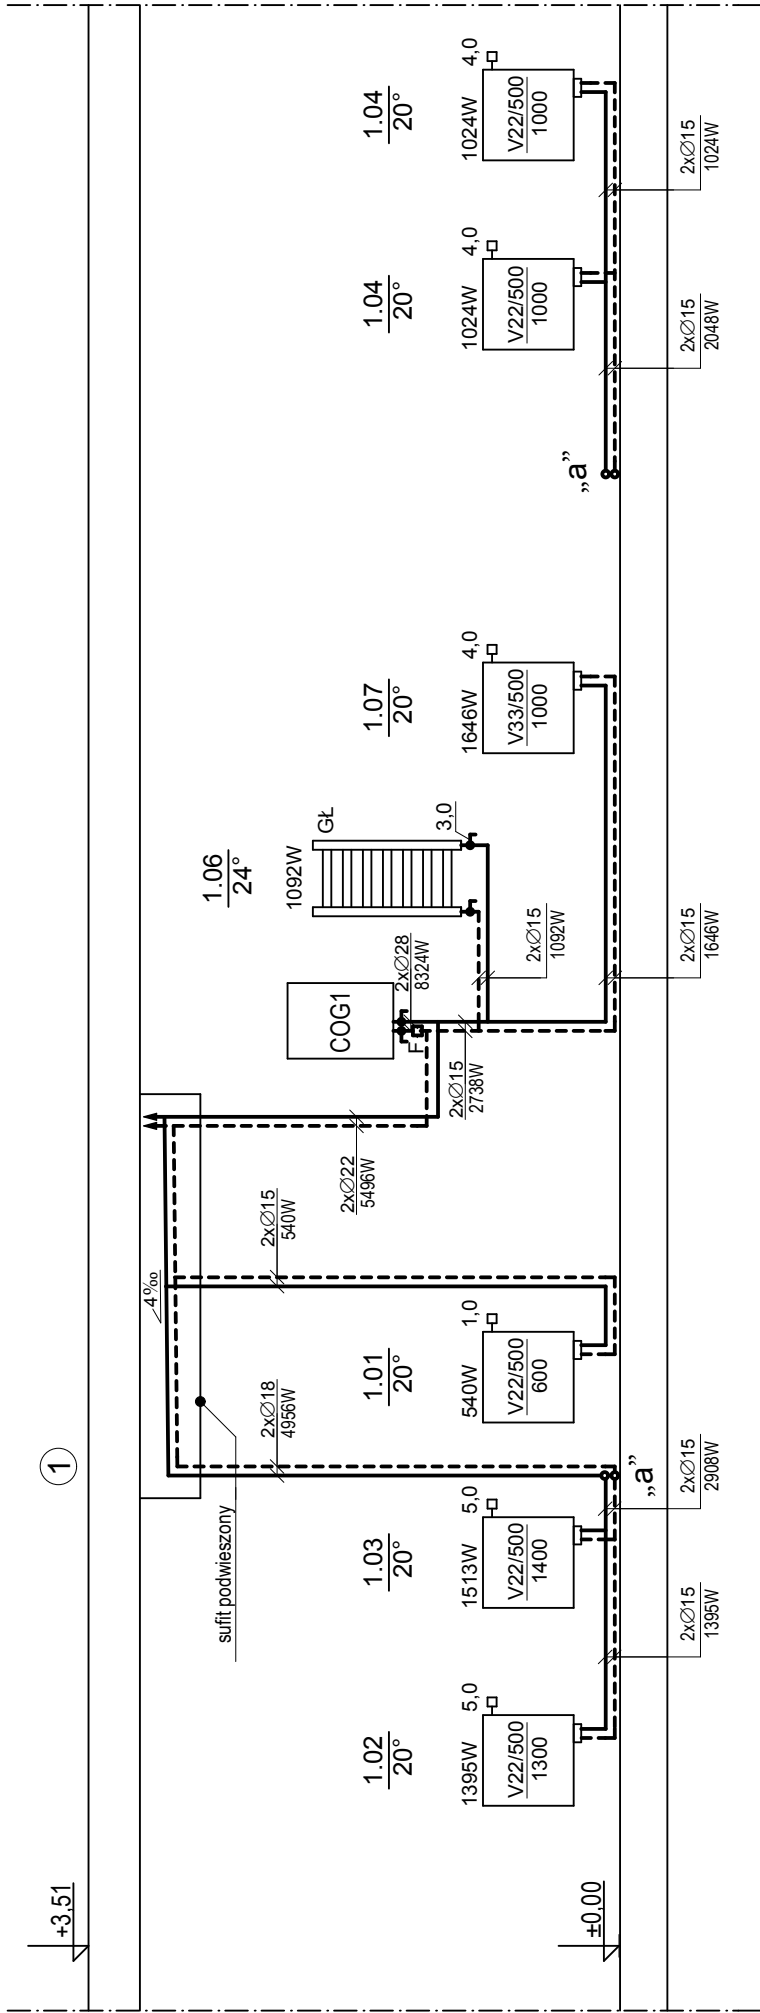 1
+3,51
±0,00
sufit podwieszony
4‰
1.02
20°
1395W
5,0
V22/500
1300
2xØ15
1395W
1.03
20°
1513W
5,0
V22/500
1400
2xØ15
2908W
„a”
2xØ18
4956W
1.01
20°
540W
1,0
V22/500
600
2xØ15
540W
2xØ22
5496W
COG1
F
2xØ28
8324W
2xØ15
2738W
1.06
24°
1092W
GŁ
3,0
2xØ15
1092W
1.07
20°
1646W
4,0
V33/500
1000
2xØ15
1646W
„a”
1.04
20°
1024W
4,0
V22/500
1000
2xØ15
2048W
1.04
20°
1024W
4,0
V22/500
1000
2xØ15
1024W